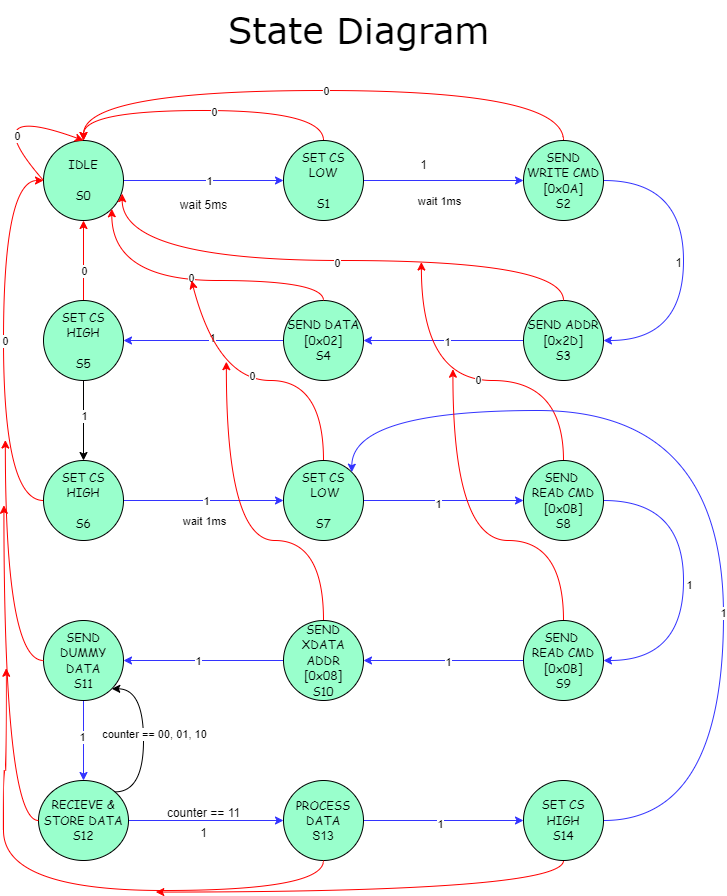 State Diagram
0
0
0
IDLE
S0
1
wait 5ms
SET CS
LOW
S1
1
wait 1ms
SEND
WRITE CMD
[0x0A]
S2
1
0
0
0
SET CS
HIGH
S5
1
SEND DATA
[0x02]
S4
1
SEND ADDR
[0x2D]
S3
0
0
0
1
SET CS
HIGH
S6
1
wait 1ms
SET CS
LOW
S7
1
SEND
READ CMD
[0x0B]
S8
1
1
SEND
DUMMY
DATA
S11
1
SEND
XDATA
ADDR
[0x08]
S10
1
SEND
READ CMD
[0x0B]
S9
1
counter == 00, 01, 10
RECIEVE &
STORE DATA
S12
counter == 11
1
PROCESS
DATA
S13
1
SET CS
HIGH
S14